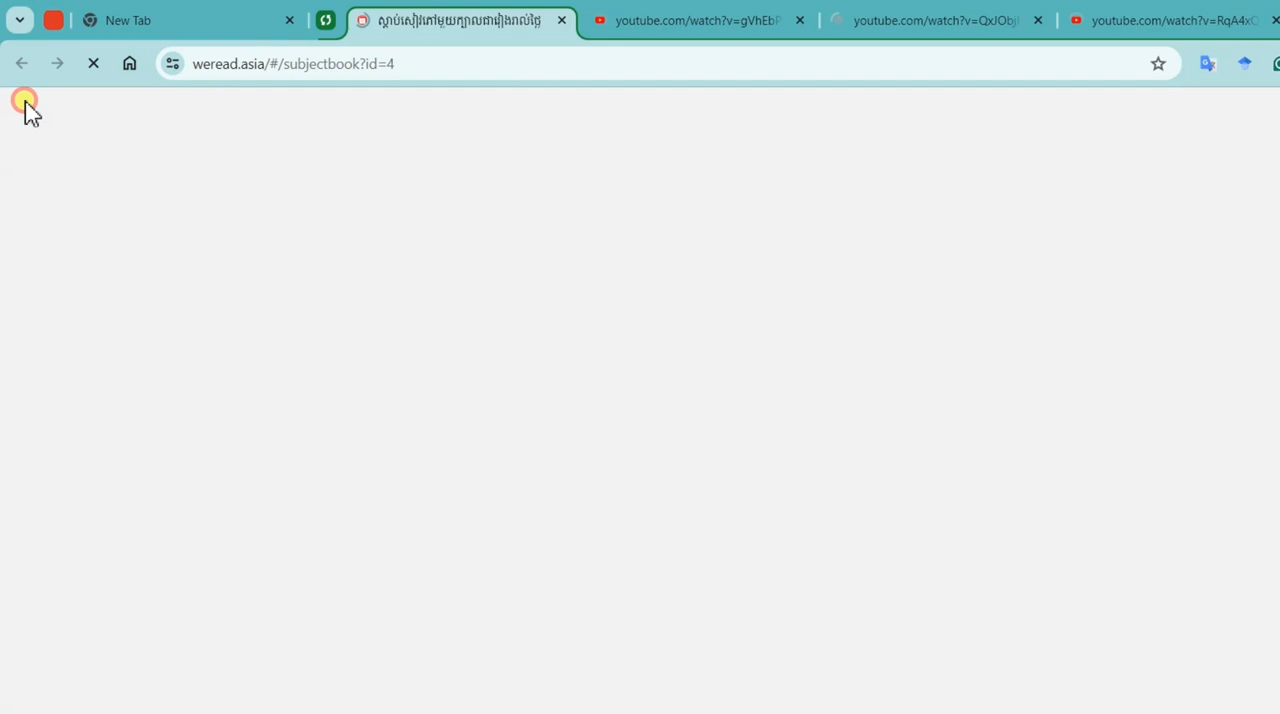 New Tab
ស្តាប់សៀវភៅមួយក្បាលជារៀងរាល់ថ្ងៃ
youtube.com/watch?v=gVhEbP
youtube.com/watch?v=QxJObj
youtube.com/watch?v=RqA4xC
weread.asia/#/subjectbook?id=4